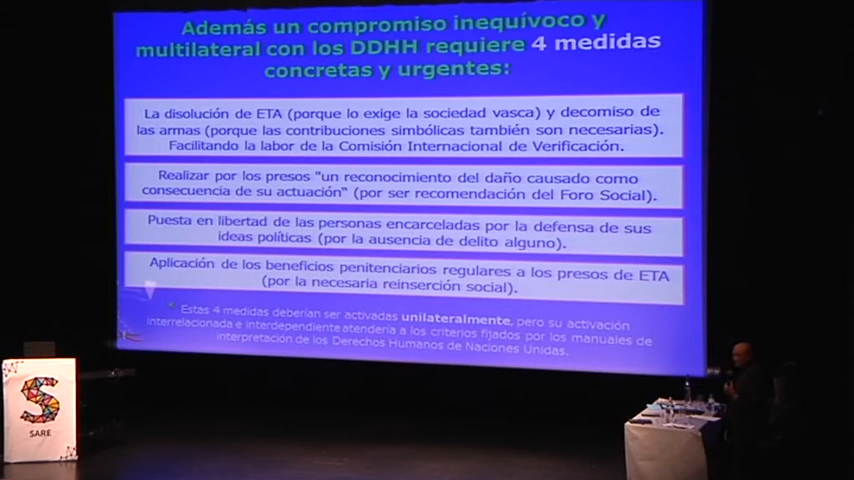 Además un compromiso inequívoco y
multilateral con los DDHH requiere 4 medidas
concretas y urgentes:
La disolución de ETA (porque lo exige la sociedad vasca) y decomiso de
las armas (porque las contribuciones simbólicas también son necesarias).
Facilitando la labor de la Comisión Internacional de Verificación.
Realizar por los presos "un reconocimiento del daño causado como
consecuencia de su actuación" (por ser recomendación del Foro Social).
Puesta en libertad de las personas encarceladas por la defensa de sus
ideas políticas (por la ausencia de delito alguno).
Aplicación de los beneficios penitenciarios regulares a los presos de ETA
(por la necesaria reinserción social).
* Estas 4 medidas deberían ser activadas unilateralmente, pero su activación
interrelacionada e interdependiente atendería a los criterios fijados por los manuales de
interpretación de los Derechos Humanos de Naciones Unidas.
S
SARE